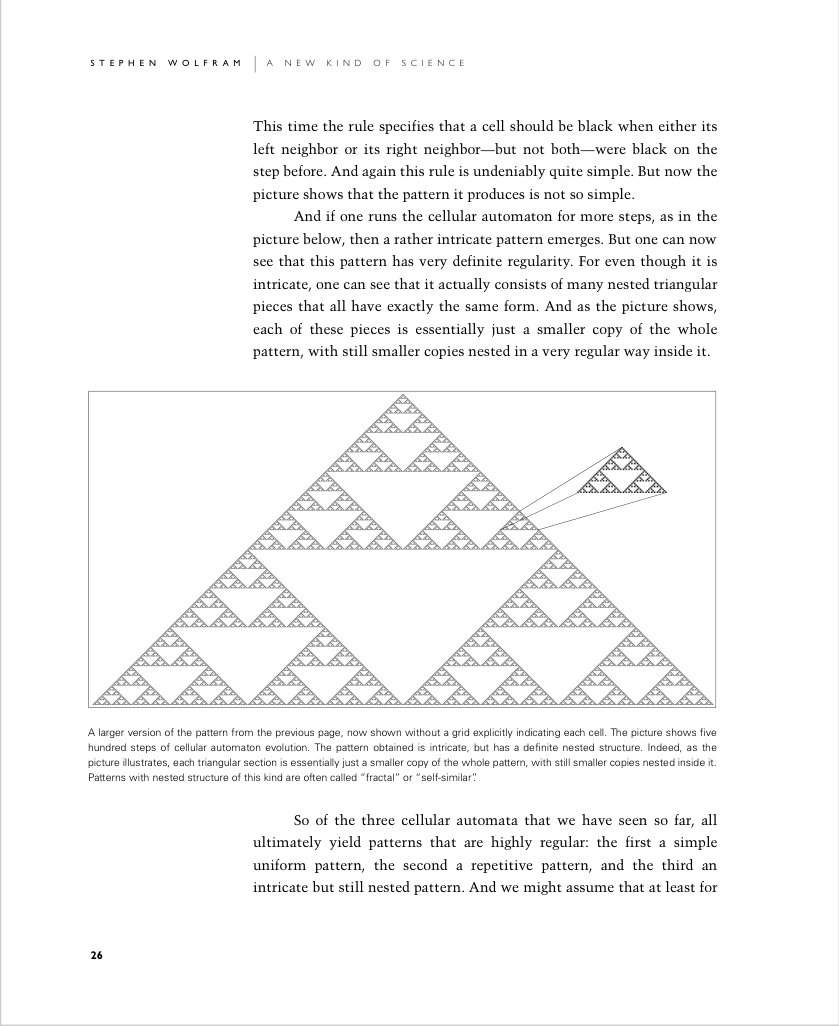 STEPHEN WOLFRAM | A NEW KIND OF SCIENCE
This time the rule specifies that a cell should be black when either its
left neighbor or its right neighbor—but not both—were black on the
step before. And again this rule is undeniably quite simple. But now the
picture shows that the pattern it produces is not so simple.
And if one runs the cellular automaton for more steps, as in the
picture below, then a rather intricate pattern emerges. But one can now
see that this pattern has very definite regularity. For even though it is
intricate, one can see that it actually consists of many nested triangular
pieces that all have exactly the same form. And as the picture shows,
each of these pieces is essentially just a smaller copy of the whole
pattern, with still smaller copies nested in a very regular way inside it.
A larger version of the pattern from the previous page, now shown without a grid explicitly indicating each cell. The picture shows five
hundred steps of cellular automaton evolution. The pattern obtained is intricate, but has a definite nested structure. Indeed, as the
picture illustrates, each triangular section is essentially just a smaller copy of the whole pattern, with still smaller copies nested inside it.
Patterns with nested structure of this kind are often called “fractal” or “self-similar”.
So of the three cellular automata that we have seen so far, all
ultimately yield patterns that are highly regular: the first a simple
uniform pattern, the second a repetitive pattern, and the third an
intricate but still nested pattern. And we might assume that at least for
26